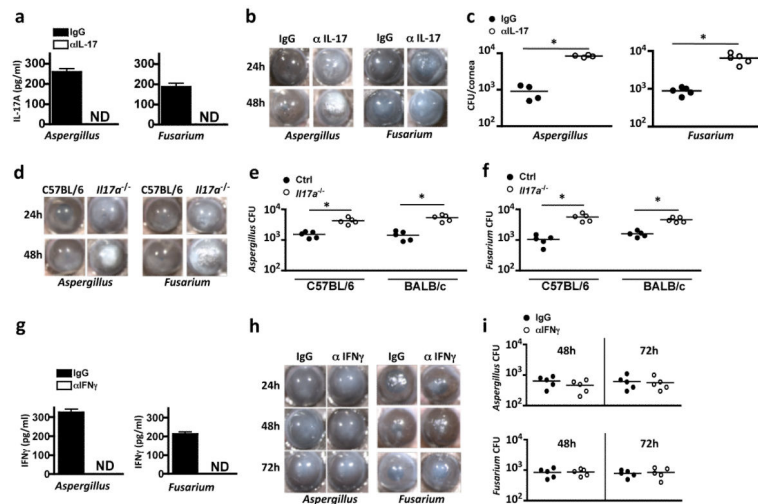 a
IgG
αIL-17
IL-17A (pg/ml)
300
200
100
0
ND
Aspergillus
300
200
100
0
ND
Fusarium
b
IgG α IL-17 IgG α IL-17
24h
48h
Aspergillus Fusarium
c
IgG
αIL-17
CFU/cornea
10⁴
10³
10²
*
Aspergillus
10⁴
10³
10²
*
Fusarium
d
C57BL/6 Il17a⁻/⁻ C57BL/6 Il17a⁻/⁻
24h
48h
Aspergillus Fusarium
e
Ctrl
Il17a⁻/⁻
Aspergillus CFU
10⁴
10³
10²
* *
C57BL/6 BALB/c
f
Ctrl
Il17a⁻/⁻
Fusarium CFU
10⁴
10³
10²
* *
C57BL/6 BALB/c
g
IgG
αIFNγ
IFNγ (pg/ml)
300
200
100
0
ND
Aspergillus
IFNγ (pg/ml)
300
200
100
0
ND
Fusarium
h
IgG α IFNγ IgG α IFNγ
24h
48h
72h
Aspergillus Fusarium
i
IgG
αIFNγ
Aspergillus CFU
10⁴
10³
10²
48h 72h
Fusarium CFU
10⁴
10³
10²
48h 72h